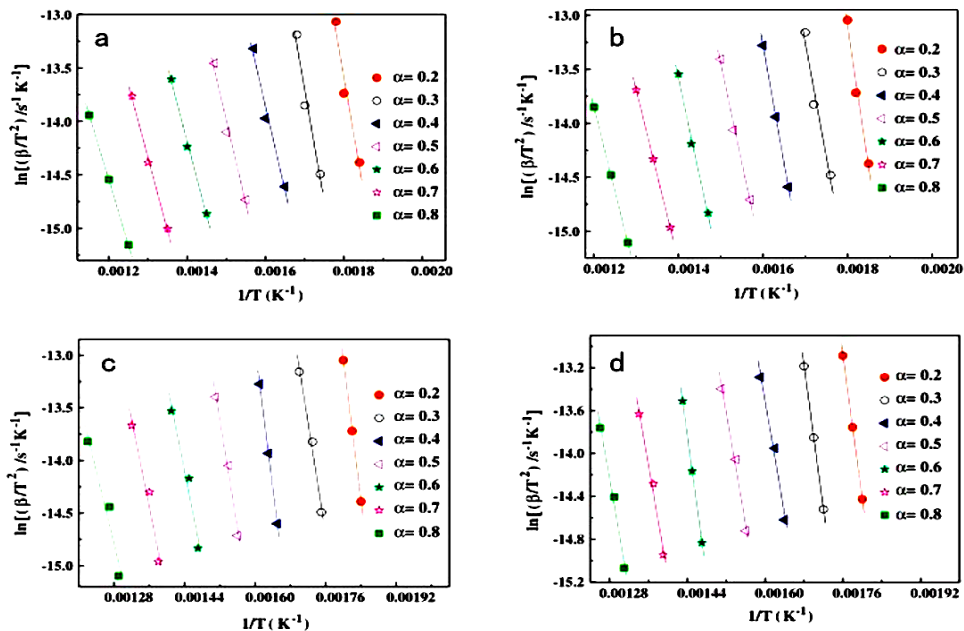 a
-13.0
-13.5
-14.0
-14.5
-15.0
ln[(β/T²)/s⁻¹K⁻¹]
0.0012 0.0014 0.0016 0.0018 0.0020
1/T (K⁻¹)
α= 0.2
α= 0.3
α= 0.4
α= 0.5
α= 0.6
α= 0.7
α= 0.8
b
-13.0
-13.5
-14.0
-14.5
-15.0
ln[(β/T²)/s⁻¹K⁻¹]
0.0012 0.0014 0.0016 0.0018 0.0020
1/T (K⁻¹)
α= 0.2
α= 0.3
α= 0.4
α= 0.5
α= 0.6
α= 0.7
α= 0.8
c
-13.0
-13.5
-14.0
-14.5
-15.0
ln[(β/T²)/s⁻¹K⁻¹]
0.00128 0.00144 0.00160 0.00176 0.00192
1/T (K⁻¹)
α= 0.2
α= 0.3
α= 0.4
α= 0.5
α= 0.6
α= 0.7
α= 0.8
d
-13.2
-13.6
-14.0
-14.4
-14.8
-15.2
ln[(β/T²)/s⁻¹K⁻¹]
0.00128 0.00144 0.00160 0.00176 0.00192
1/T (K⁻¹)
α= 0.2
α= 0.3
α= 0.4
α= 0.5
α= 0.6
α= 0.7
α= 0.8